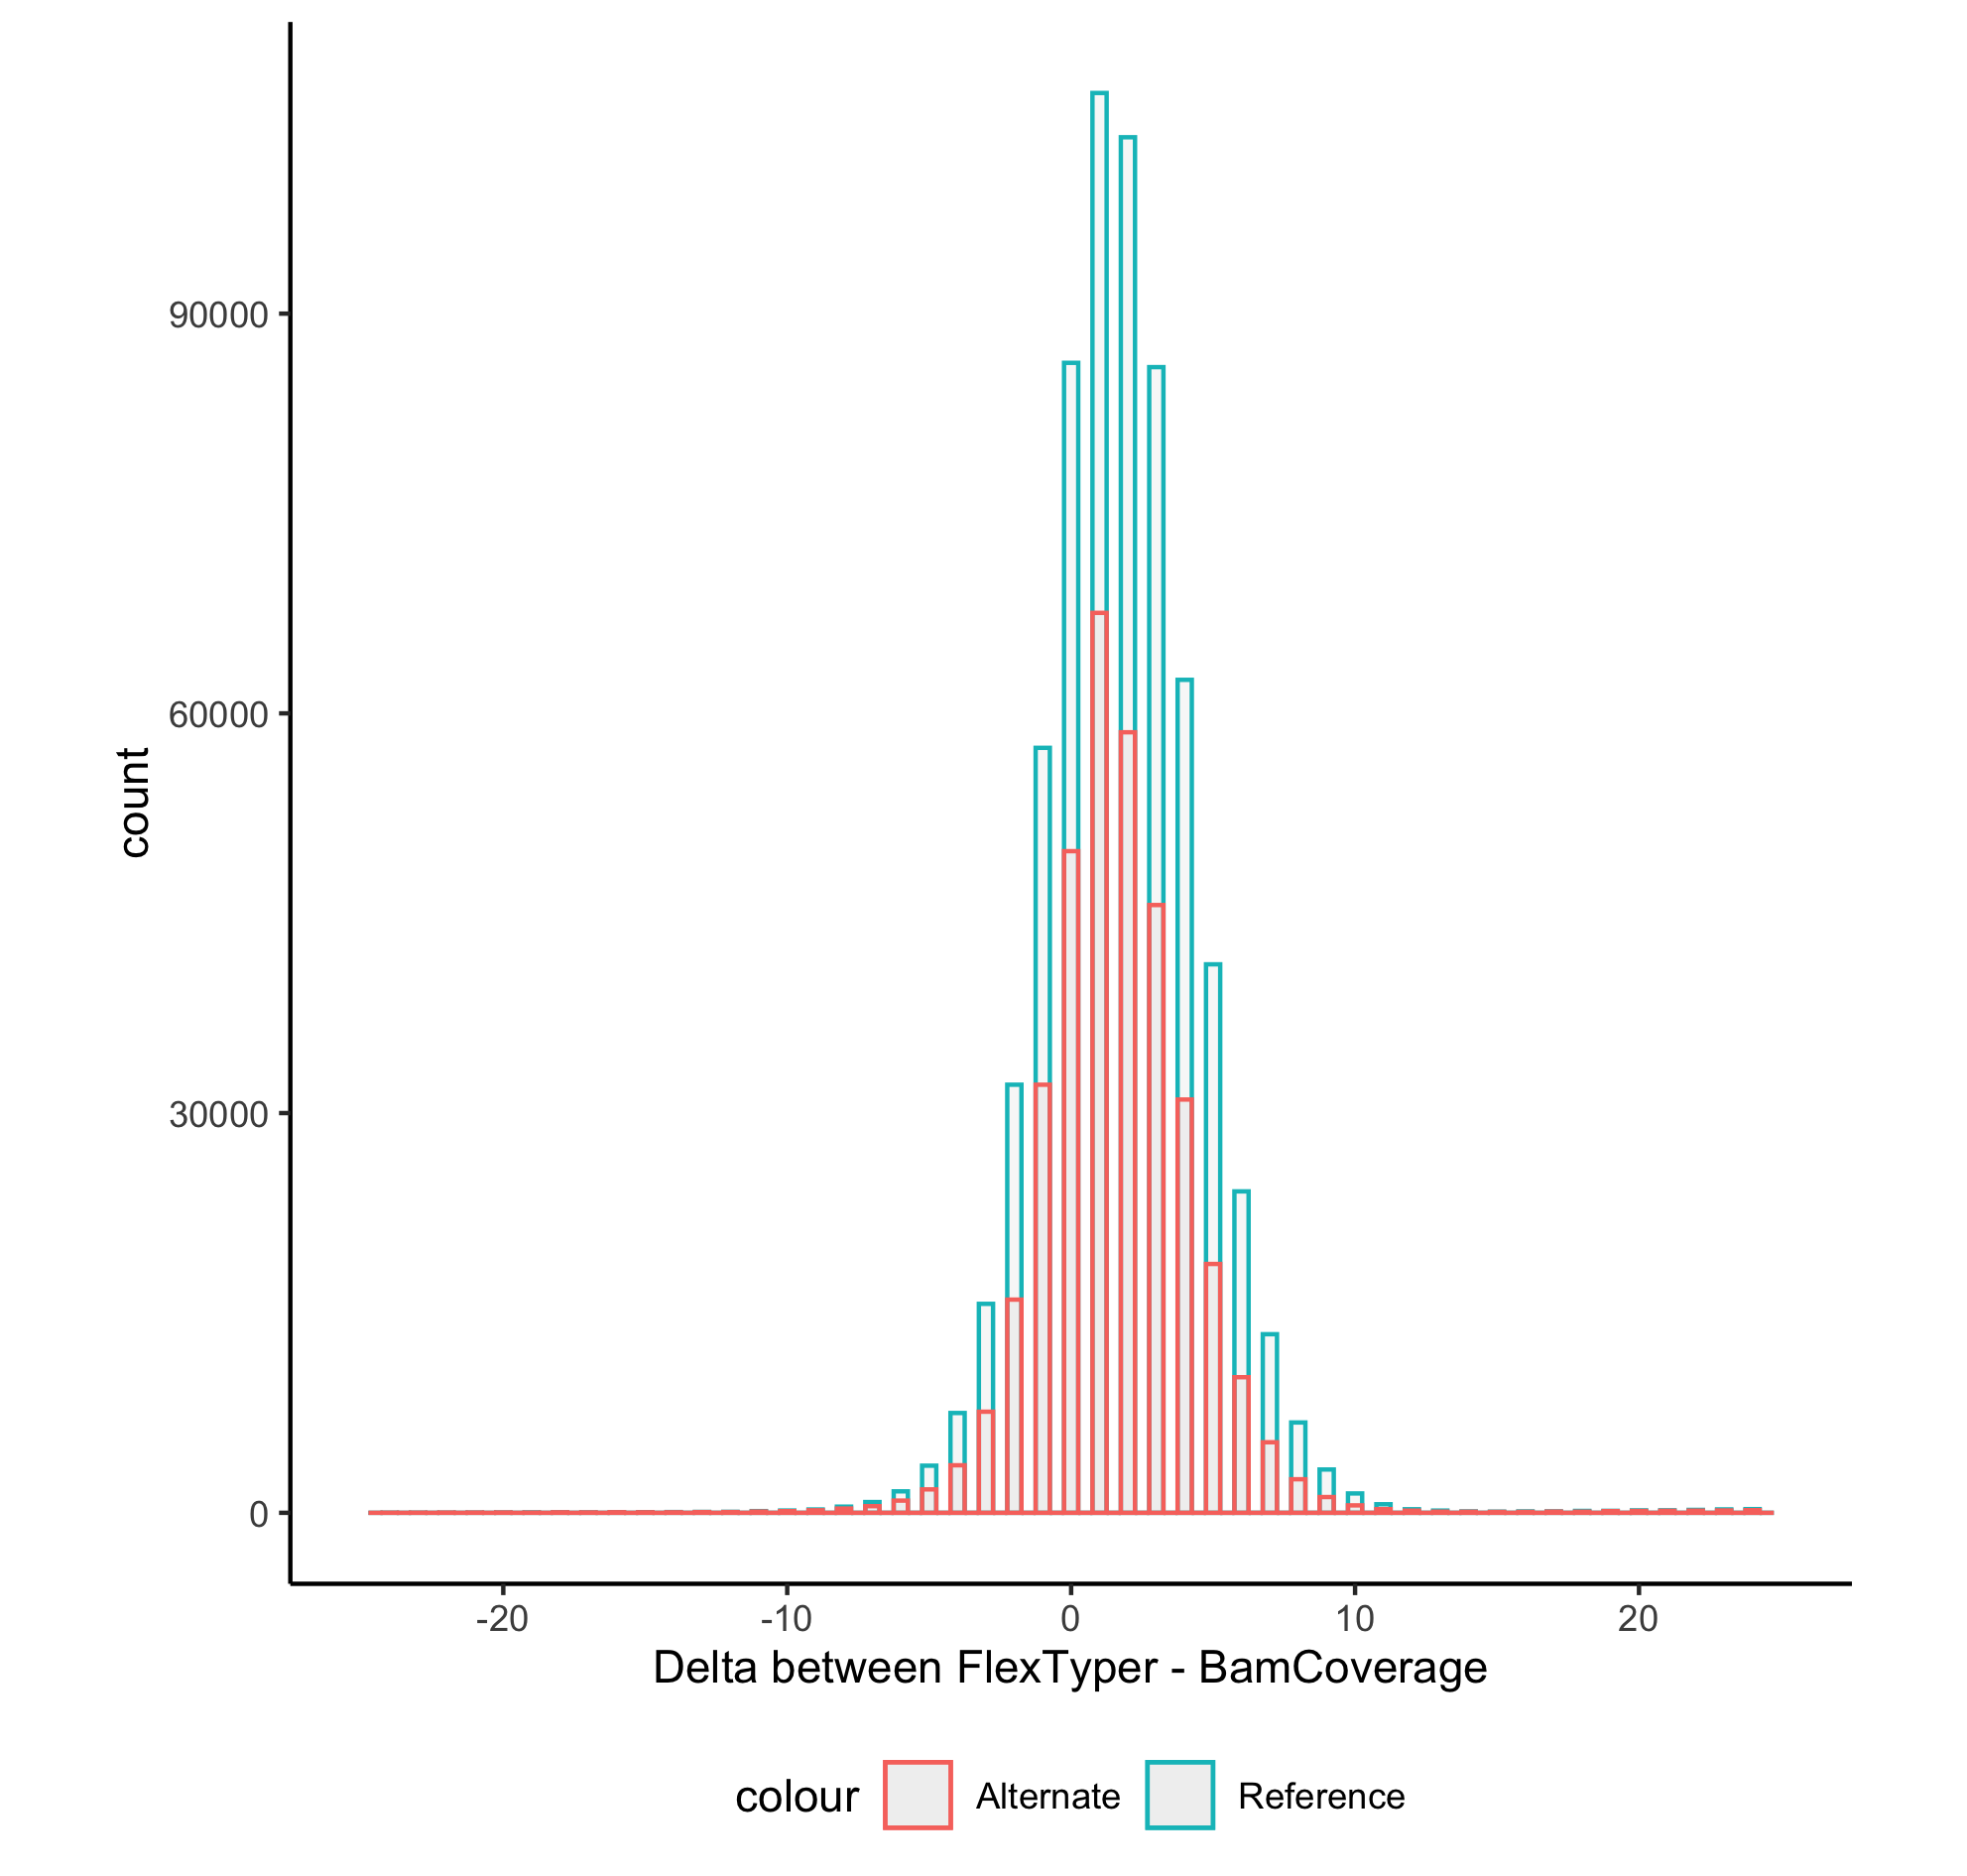 90000
60000
30000
0
count
-20 -10 0 10 20
Delta between FlexTyper - BamCoverage
colour Alternate Reference